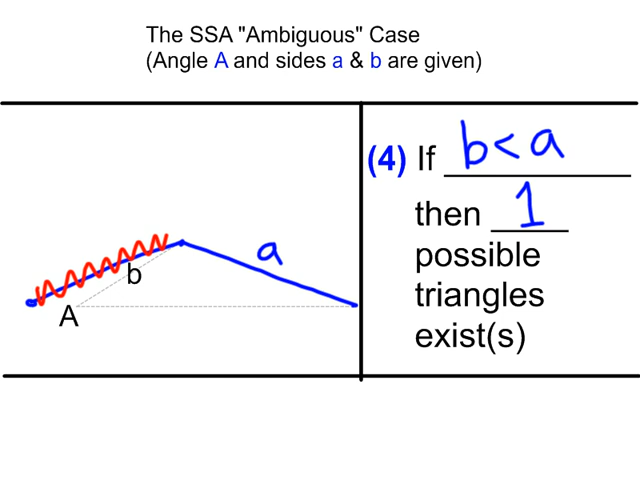 The SSA "Ambiguous" Case
(Angle A and sides a & b are given)
(4) If b < a
then 1
possible
triangles
exist(s)
a
b
A